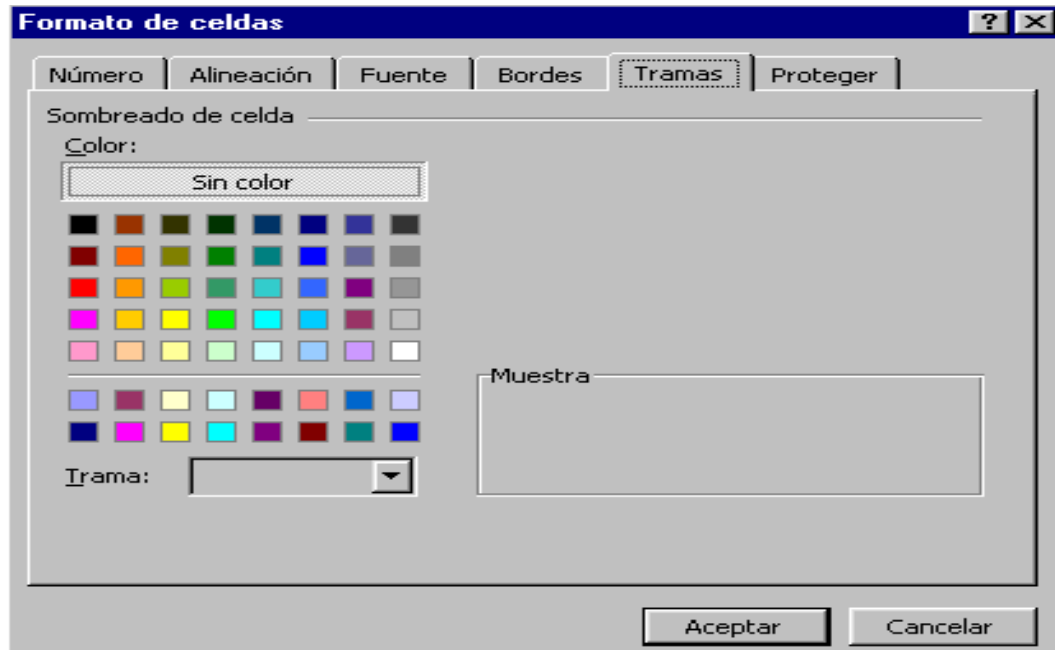 Formato de celdas
Número Alineación Fuente Bordes Tramas Proteger
Sombreado de celda
Color:
Sin color
Muestra
Trama:
Aceptar Cancelar